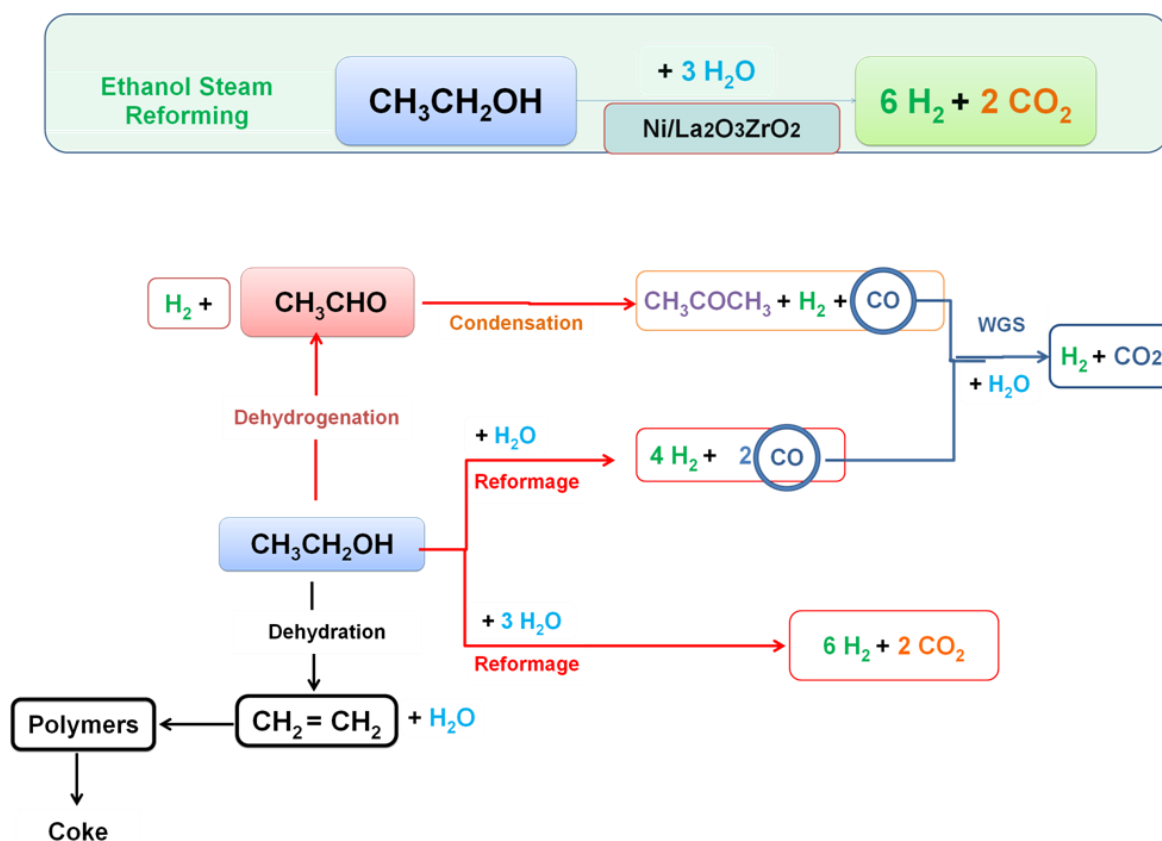 Ethanol Steam
Reforming
CH₃CH₂OH
+ 3 H₂O
Ni/La2O3ZrO2
6 H₂ + 2 CO₂
H₂ +
CH₃CHO
Condensation
CH₃COCH₃ + H₂ + CO
WGS
+ H₂O
H₂ + CO2
Dehydrogenation
+ H₂O
Reformage
4 H₂ + 2 CO
CH₃CH₂OH
Dehydration
+ 3 H₂O
Reformage
6 H₂ + 2 CO₂
Polymers
CH₂ = CH₂ + H₂O
Coke